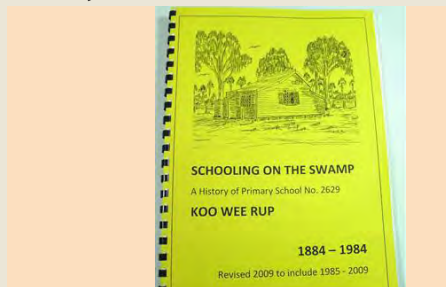 SCHOOLING ON THE SWAMP
A History of Primary School No. 2629
KOO WEE RUP
1884 – 1984
Revised 2009 to include 1985 - 2009